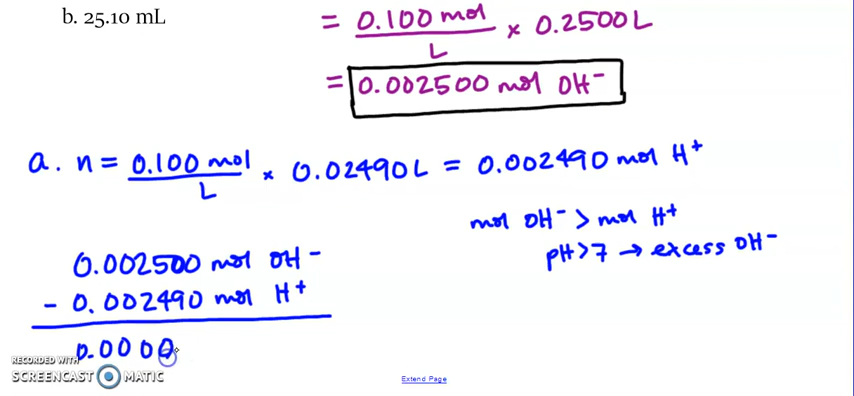 b. 25.10 mL
= 0.100 mol / L × 0.2500 L
= 0.002500 mol OH⁻
a. n = 0.100 mol / L × 0.02490 L = 0.002490 mol H⁺
mol OH⁻ > mol H⁺
pH > 7 → excess OH⁻
0.002500 mol OH⁻
- 0.002490 mol H⁺
0.0000
RECORDED WITH
SCREENCAST MATIC
Extend Page